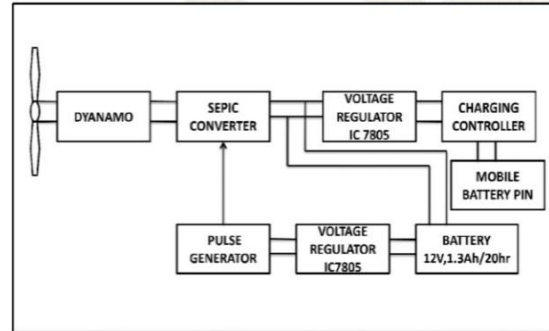 DYANAMO
SEPIC
CONVERTER
VOLTAGE
REGULATOR
IC 7805
CHARGING
CONTROLLER
MOBILE
BATTERY PIN
PULSE
GENERATOR
VOLTAGE
REGULATOR
IC7805
BATTERY
12V,1.3Ah/20hr